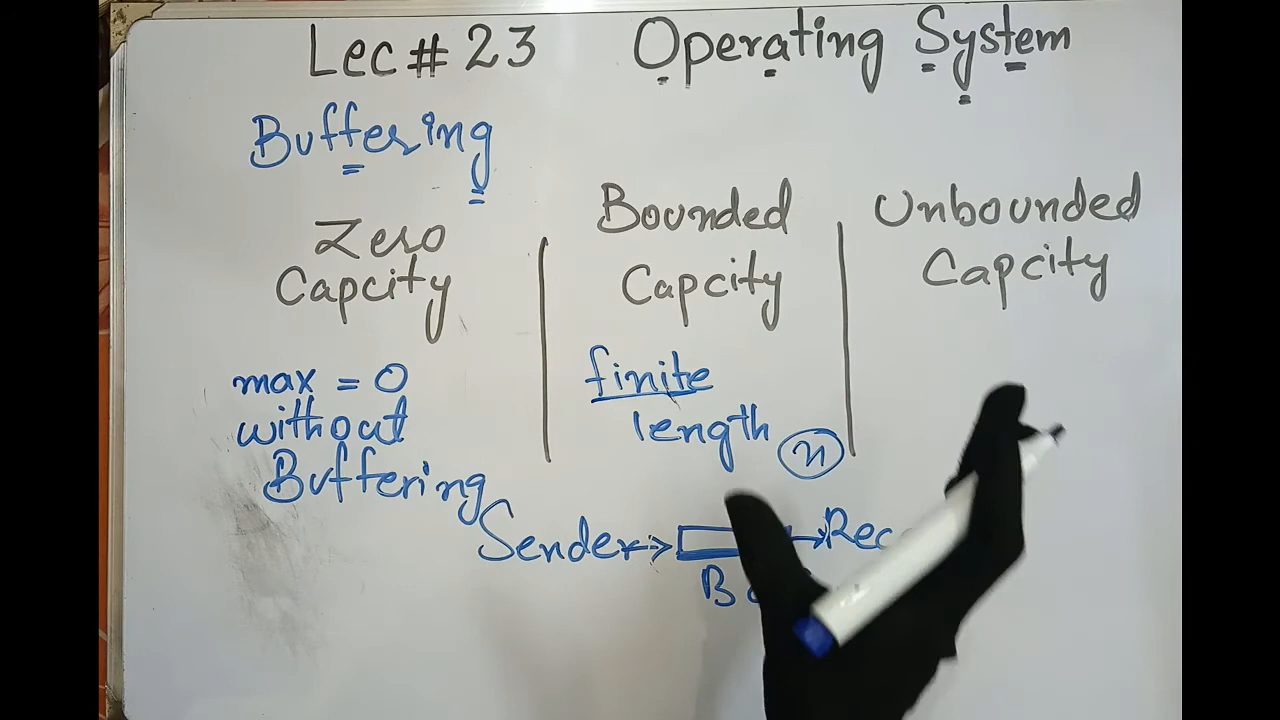 Lec # 23 Operating System
Buffering
Zero
Capcity
max = 0
without
Buffering
Bounded
Capcity
finite
length n
Unbounded
Capcity
Sender